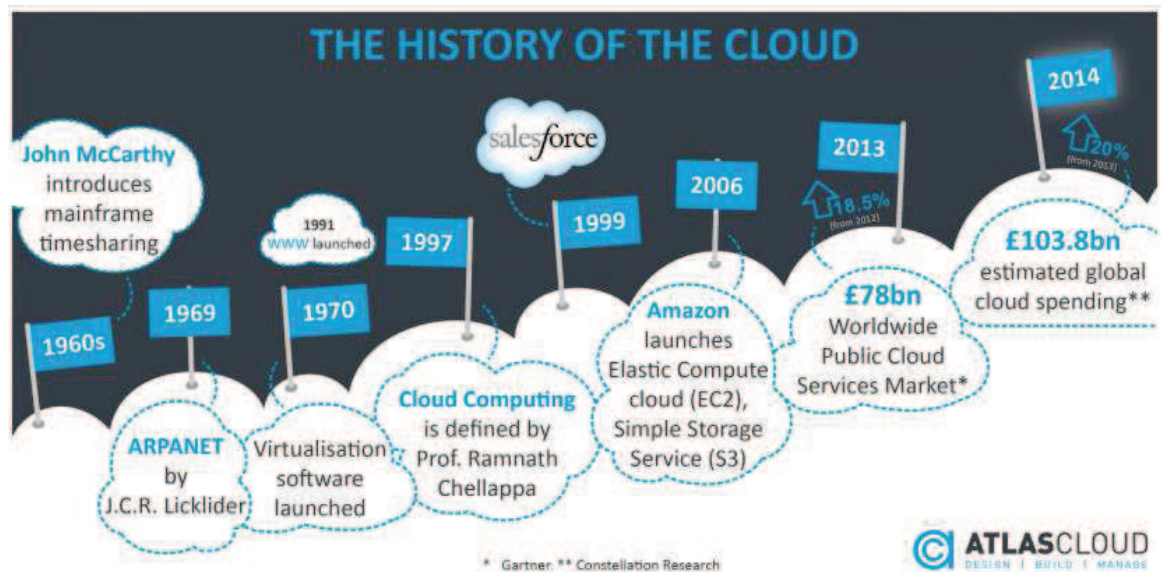 THE HISTORY OF THE CLOUD
John McCarthy
introduces
mainframe
timesharing
1960s
1969
ARPANET
by
J.C.R. Licklider
1970
Virtualisation
software
launched
1991
WWW launched
1997
Cloud Computing
is defined by
Prof. Ramnath
Chellappa
salesforce
1999
2006
Amazon
launches
Elastic Compute
cloud (EC2),
Simple Storage
Service (S3)
2013
18.5%
(from 2012)
£78bn
Worldwide
Public Cloud
Services Market*
2014
20%
(from 2013)
£103.8bn
estimated global
cloud spending**
* Gartner. ** Constellation Research
ATLASCLOUD
DESIGN | BUILD | MANAGE